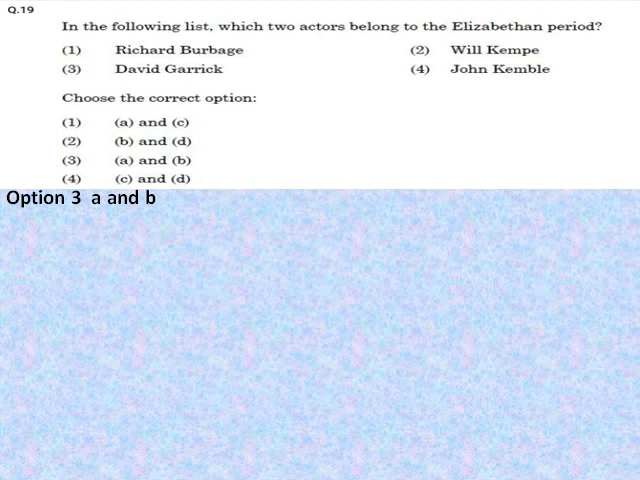 Q.19
In the following list, which two actors belong to the Elizabethan period?
(1) Richard Burbage (2) Will Kempe
(3) David Garrick (4) John Kemble
Choose the correct option:
(1) (a) and (c)
(2) (b) and (d)
(3) (a) and (b)
(4) (c) and (d)
Option 3 a and b